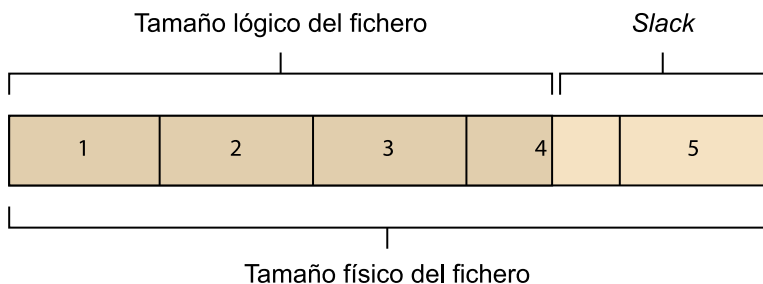 Tamaño lógico del fichero
Slack
1 2 3 4 5
Tamaño físico del fichero